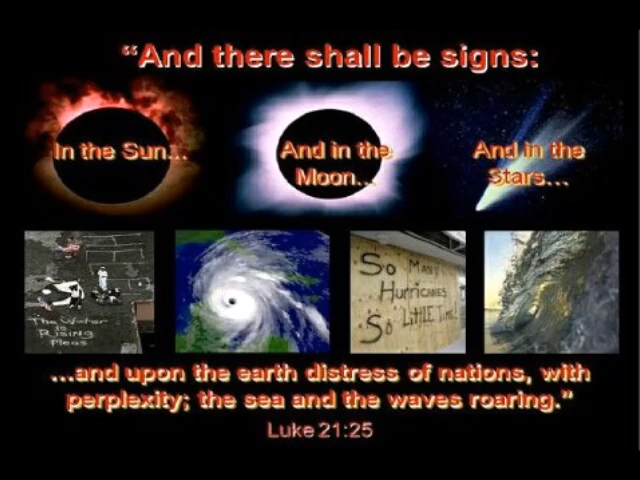 “And there shall be signs:
In the Sun...
And in the
Moon...
And in the
Stars...
The Water
is
Rising
Pleas
So Many
Hurricanes
So Little Time!
...and upon the earth distress of nations, with
perplexity; the sea and the waves roaring.”
Luke 21:25